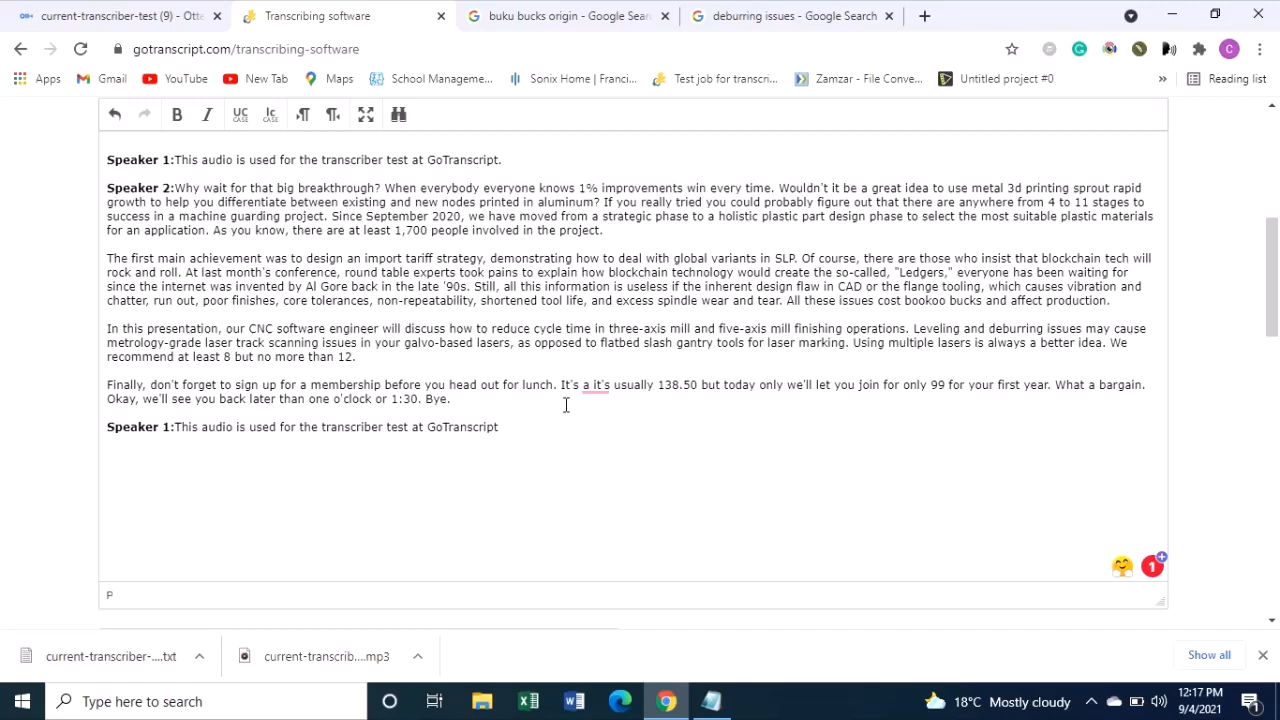 current-transcriber-test (9) - Otte
Transcribing software
buku bucks origin - Google Sear
deburring issues - Google Search
gotranscript.com/transcribing-software
C
Apps
Gmail
YouTube
New Tab
Maps
School Manageme...
Sonix Home | Franci...
Test job for transcri...
Zamzar - File Conve...
Untitled project #0
»
Reading list
B I UC CASE lc CASE
Speaker 1:This audio is used for the transcriber test at GoTranscript.
Speaker 2:Why wait for that big breakthrough? When everybody everyone knows 1% improvements win every time. Wouldn't it be a great idea to use metal 3d printing sprout rapid
growth to help you differentiate between existing and new nodes printed in aluminum? If you really tried you could probably figure out that there are anywhere from 4 to 11 stages to
success in a machine guarding project. Since September 2020, we have moved from a strategic phase to a holistic plastic part design phase to select the most suitable plastic materials
for an application. As you know, there are at least 1,700 people involved in the project.
The first main achievement was to design an import tariff strategy, demonstrating how to deal with global variants in SLP. Of course, there are those who insist that blockchain tech will
rock and roll. At last month's conference, round table experts took pains to explain how blockchain technology would create the so-called, "Ledgers," everyone has been waiting for
since the internet was invented by Al Gore back in the late '90s. Still, all this information is useless if the inherent design flaw in CAD or the flange tooling, which causes vibration and
chatter, run out, poor finishes, core tolerances, non-repeatability, shortened tool life, and excess spindle wear and tear. All these issues cost bookoo bucks and affect production.
In this presentation, our CNC software engineer will discuss how to reduce cycle time in three-axis mill and five-axis mill finishing operations. Leveling and deburring issues may cause
metrology-grade laser track scanning issues in your galvo-based lasers, as opposed to flatbed slash gantry tools for laser marking. Using multiple lasers is always a better idea. We
recommend at least 8 but no more than 12.
Finally, don't forget to sign up for a membership before you head out for lunch. It's a it's usually 138.50 but today only we'll let you join for only 99 for your first year. What a bargain.
Okay, we'll see you back later than one o'clock or 1:30. Bye.
Speaker 1:This audio is used for the transcriber test at GoTranscript
1
P
current-transcriber-....txt
current-transcrib....mp3
Show all
Type here to search
18°C Mostly cloudy
12:17 PM
9/4/2021
1